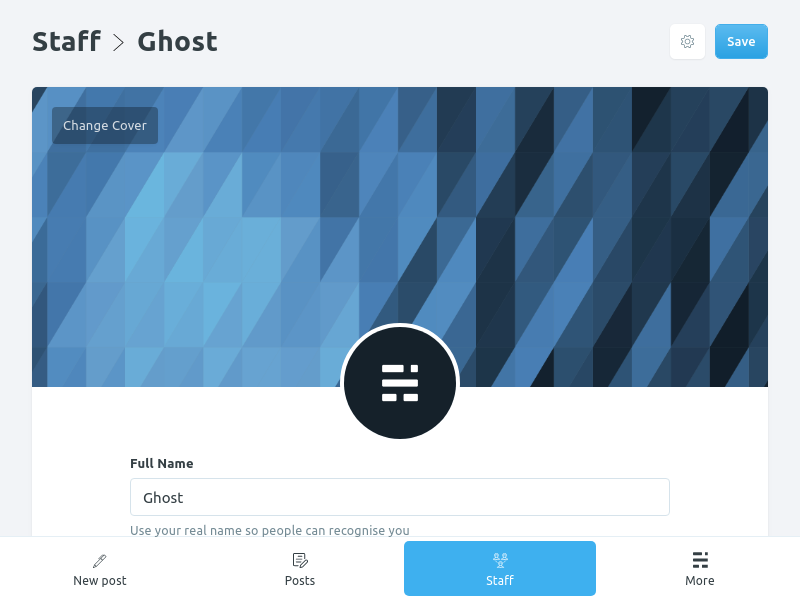 Staff > Ghost
Save
Change Cover
Full Name
Ghost
Use your real name so people can recognise you
New post
Posts
Staff
More